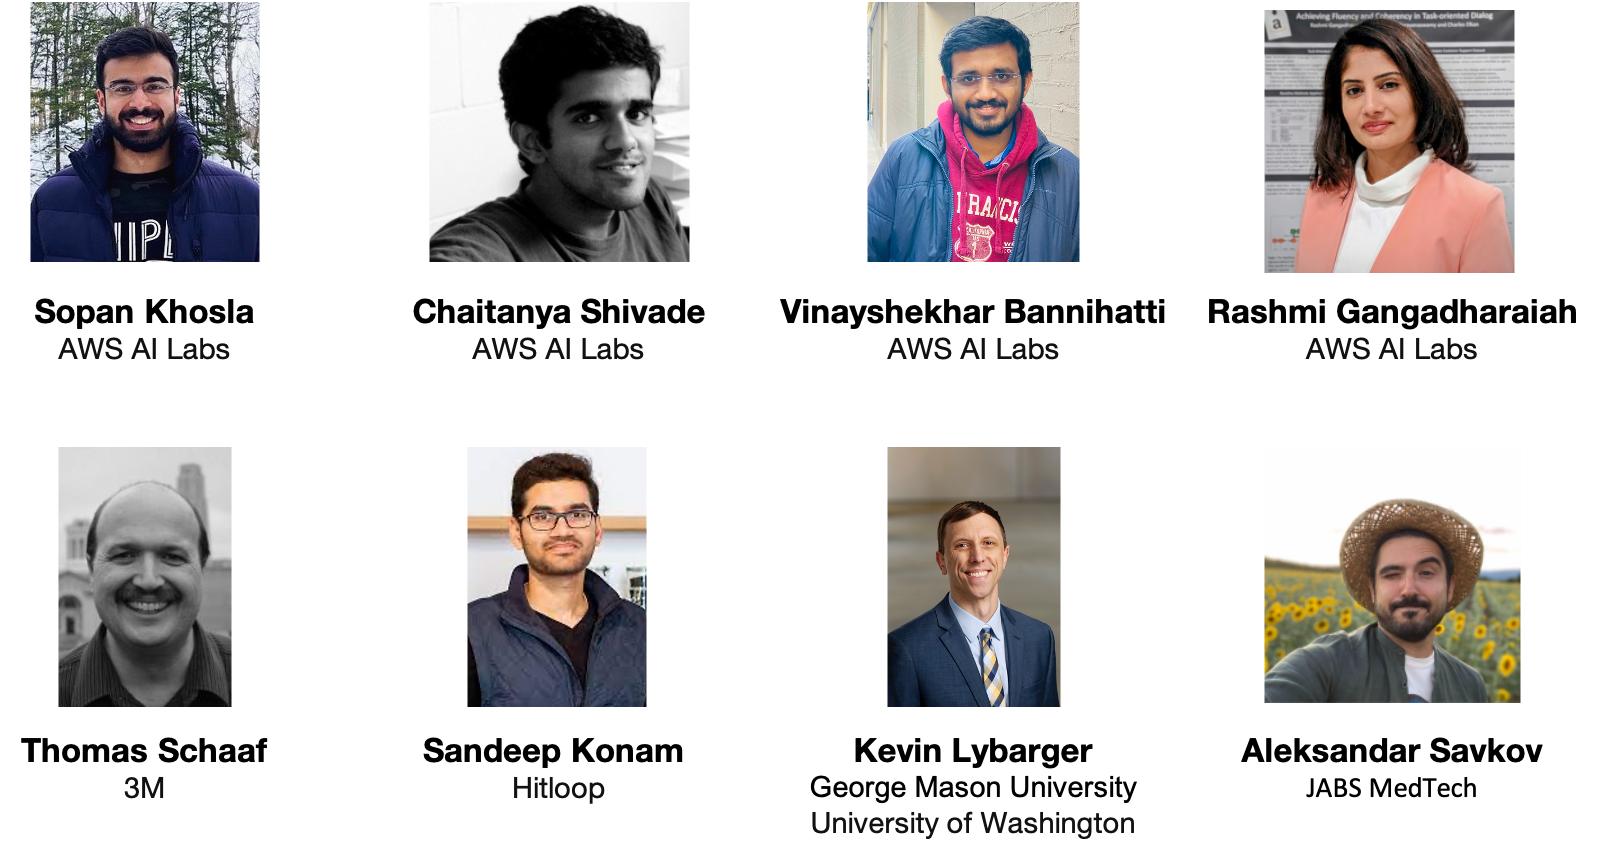 Achieving Fluency and Coherency in Task-oriented Dialog
a
FRANCIS
CALIFORNIA
Sopan Khosla
Chaitanya Shivade
Vinayshekhar Bannihatti
Rashmi Gangadharaiah
AWS AI Labs
AWS AI Labs
AWS AI Labs
AWS AI Labs
Thomas Schaaf
Sandeep Konam
Kevin Lybarger
Aleksandar Savkov
3M
Hitloop
George Mason University
JABS MedTech
University of Washington